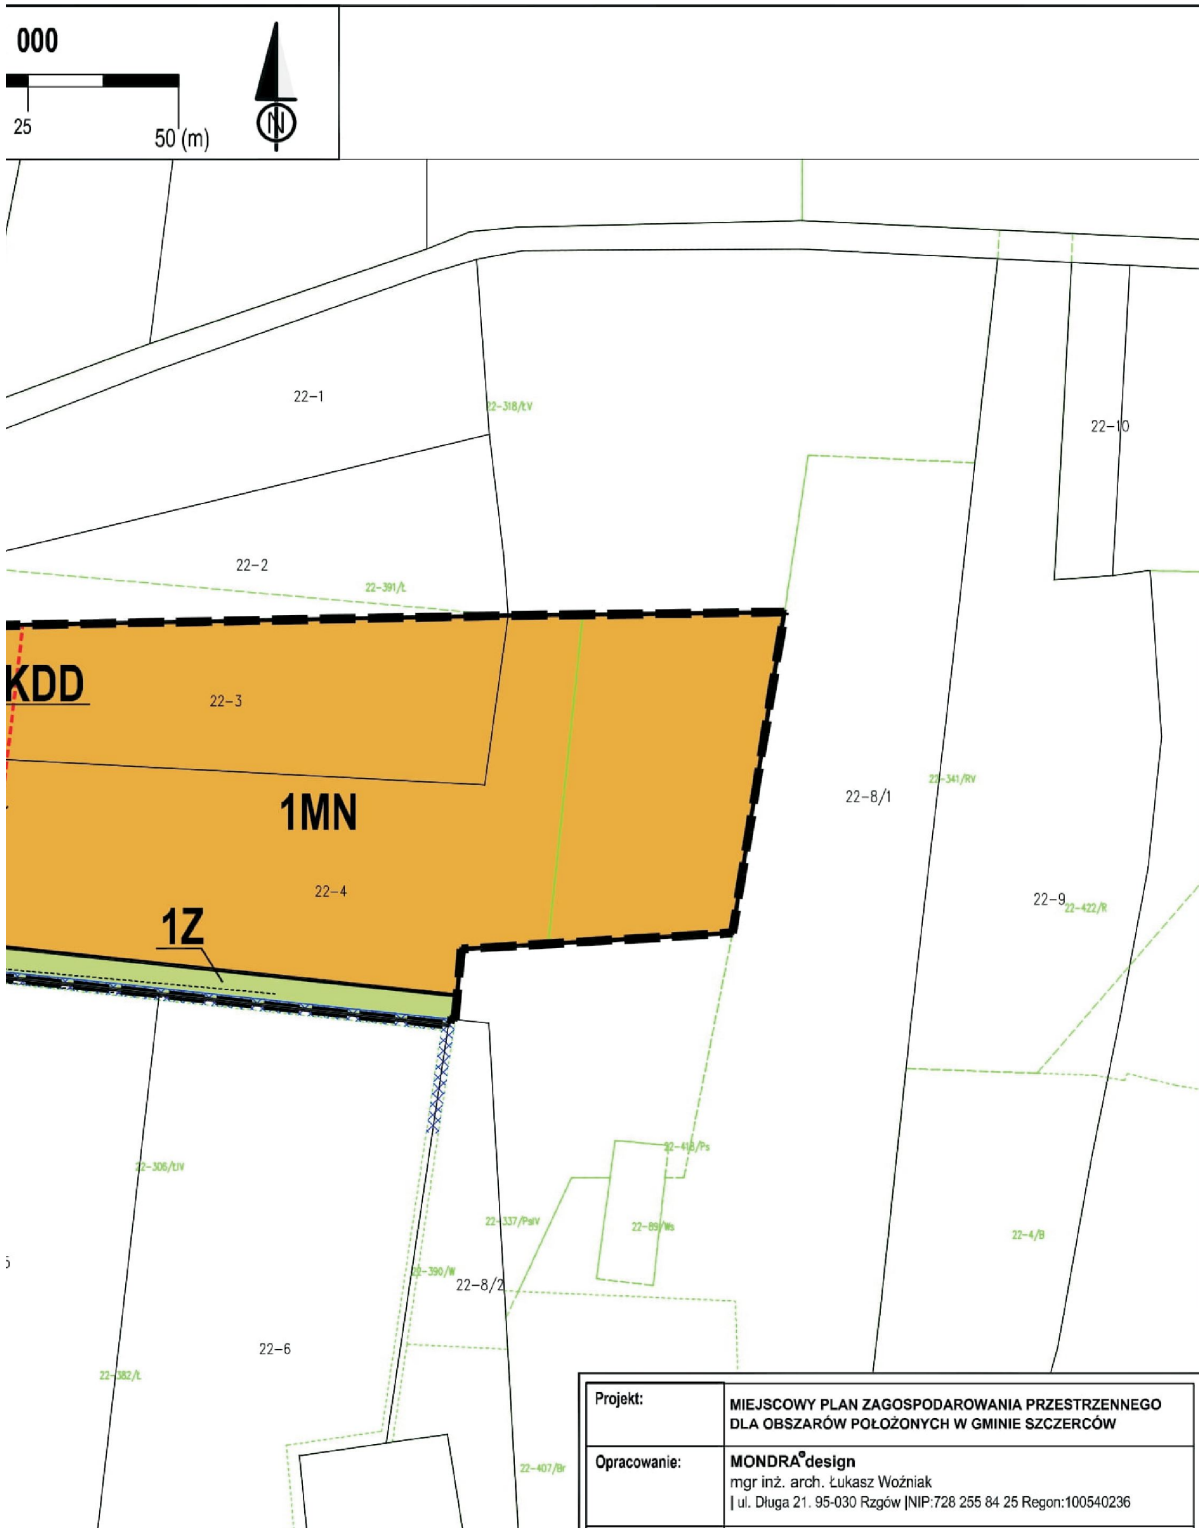 000
25
50 (m)
N
22-1
22-318/ŁV
22-10
22-2
22-391/Ł
KDD
22-3
1MN
22-8/1
22-341/RV
22-4
22-9
22-422/R
1Z
22-418/Ps
22-306/ŁIV
22-337/PsIV
22-89/Ws
22-4/B
22-390/W
22-8/2
22-6
22-382/Ł
22-407/Br
Projekt:
MIEJSCOWY PLAN ZAGOSPODAROWANIA PRZESTRZENNEGO
DLA OBSZARÓW POŁOŻONYCH W GMINIE SZCZERCÓW
Opracowanie:
MONDRA®design
mgr inż. arch. Łukasz Woźniak
| ul. Długa 21. 95-030 Rzgów |NIP:728 255 84 25 Regon:100540236